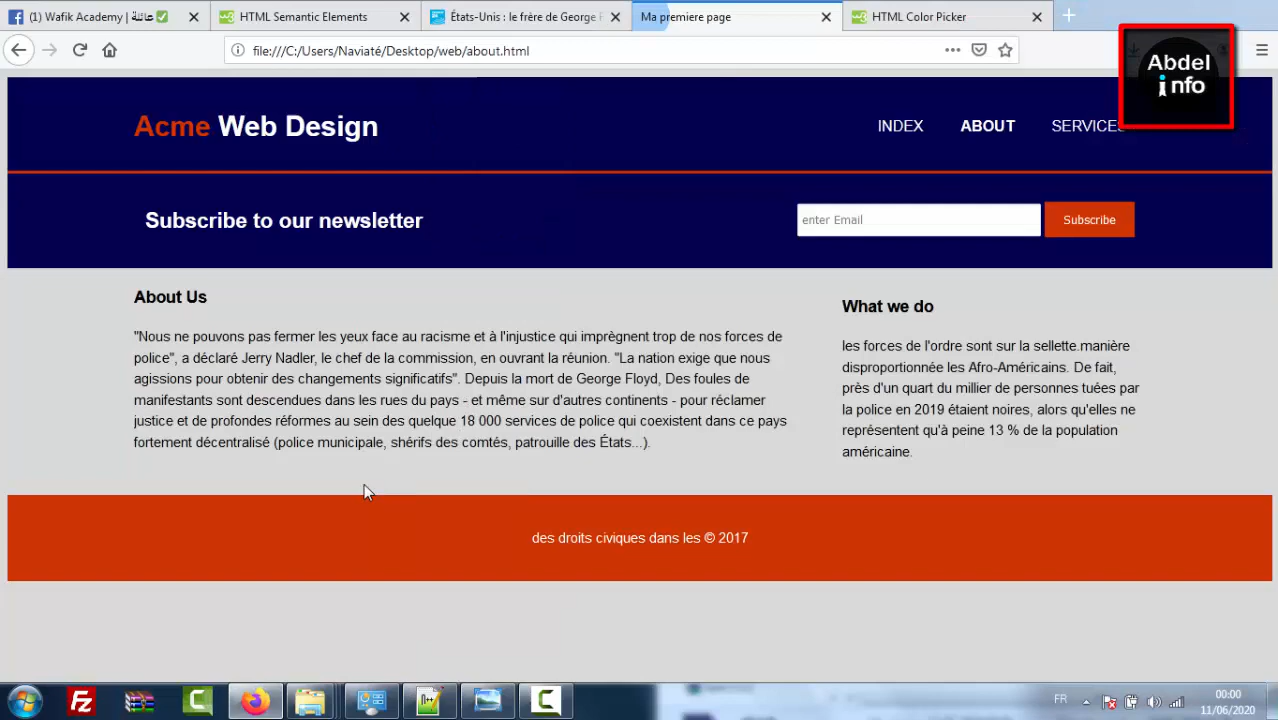 (1) Wafik Academy | عائلة
HTML Semantic Elements
États-Unis : le frère de George F
Ma premiere page
HTML Color Picker
file:///C:/Users/Naviaté/Desktop/web/about.html
Abdel
info
Acme Web Design
INDEX
ABOUT
SERVICES
Subscribe to our newsletter
enter Email
Subscribe
About Us
"Nous ne pouvons pas fermer les yeux face au racisme et à l'injustice qui imprègnent trop de nos forces de
police", a déclaré Jerry Nadler, le chef de la commission, en ouvrant la réunion. "La nation exige que nous
agissions pour obtenir des changements significatifs". Depuis la mort de George Floyd, Des foules de
manifestants sont descendues dans les rues du pays - et même sur d'autres continents - pour réclamer
justice et de profondes réformes au sein des quelque 18 000 services de police qui coexistent dans ce pays
fortement décentralisé (police municipale, shérifs des comtés, patrouille des États...).
What we do
les forces de l'ordre sont sur la sellette.manière
disproportionnée les Afro-Américains. De fait,
près d'un quart du millier de personnes tuées par
la police en 2019 étaient noires, alors qu'elles ne
représentent qu'à peine 13 % de la population
américaine.
des droits civiques dans les © 2017
FR
00:00
11/06/2020